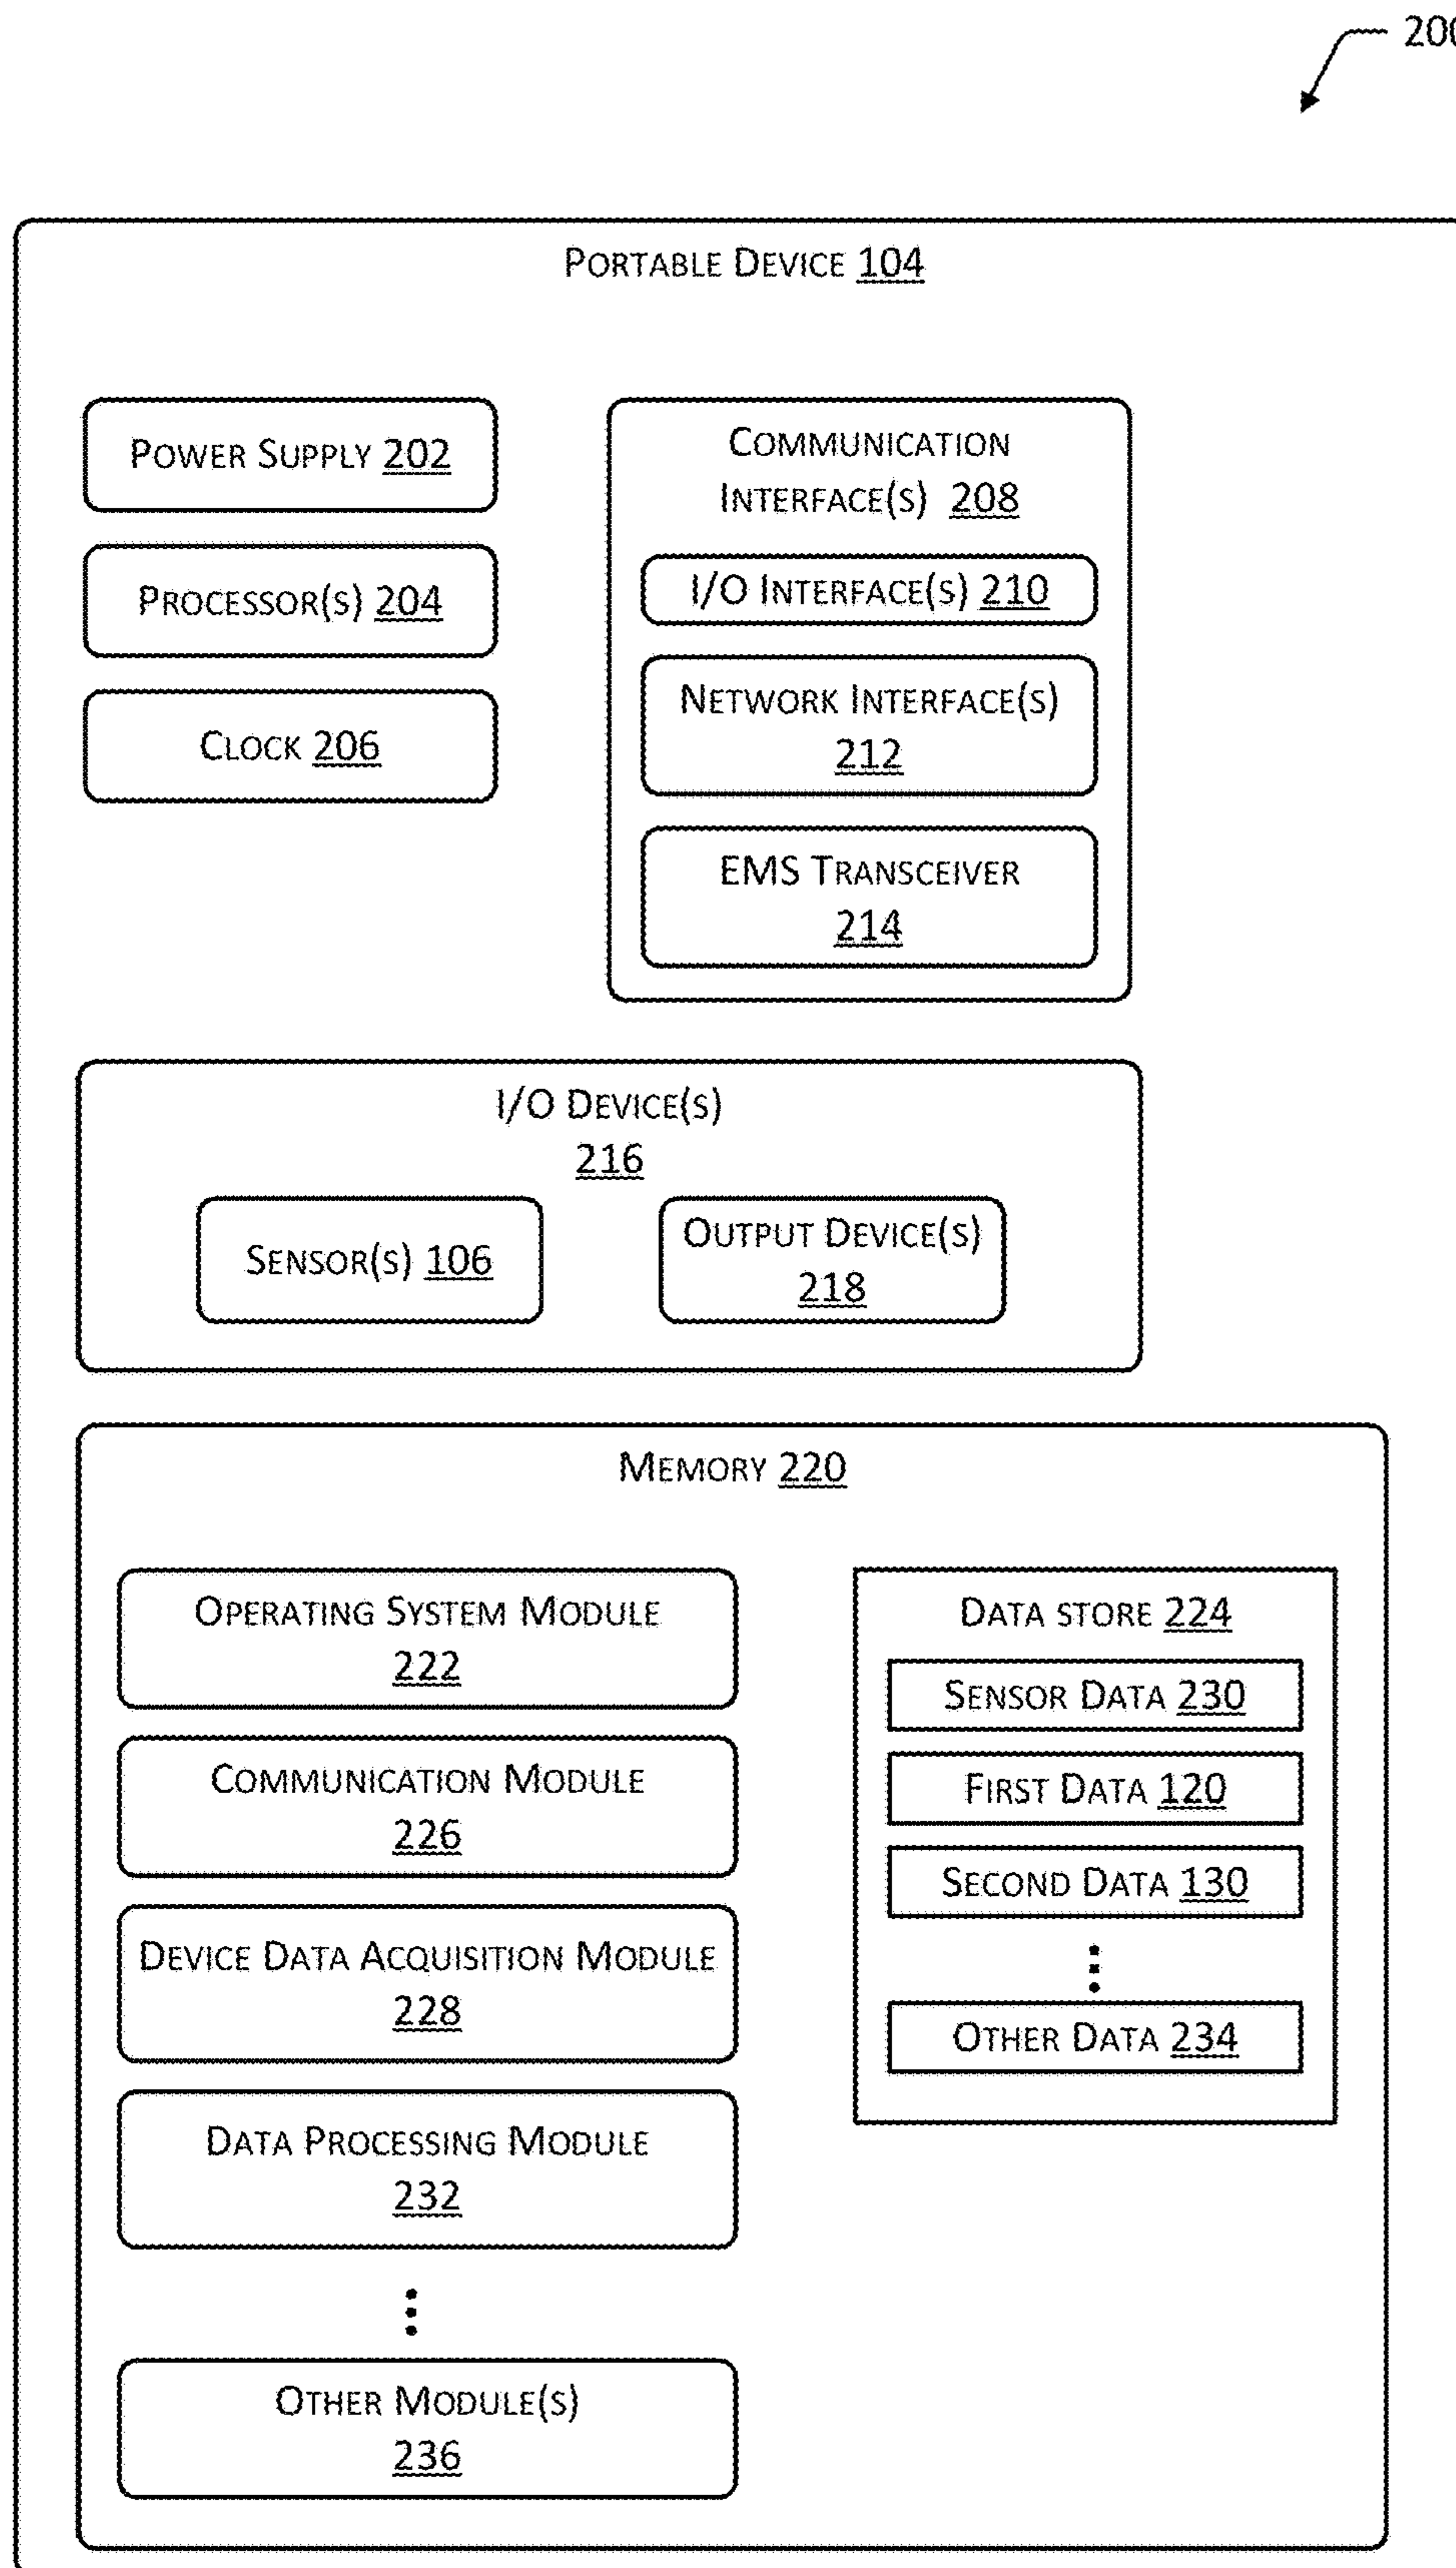 200
PORTABLE DEVICE 104
POWER SUPPLY 202
PROCESSOR(S) 204
CLOCK 206
COMMUNICATION
INTERFACE(S) 208
I/O INTERFACE(S) 210
NETWORK INTERFACE(S)
212
EMS TRANSCEIVER
214
I/O DEVICE(S)
216
SENSOR(S) 106
OUTPUT DEVICE(S)
218
MEMORY 220
OPERATING SYSTEM MODULE
222
COMMUNICATION MODULE
226
DEVICE DATA ACQUISITION MODULE
228
DATA PROCESSING MODULE
232
OTHER MODULE(S)
236
DATA STORE 224
SENSOR DATA 230
FIRST DATA 120
SECOND DATA 130
OTHER DATA 234